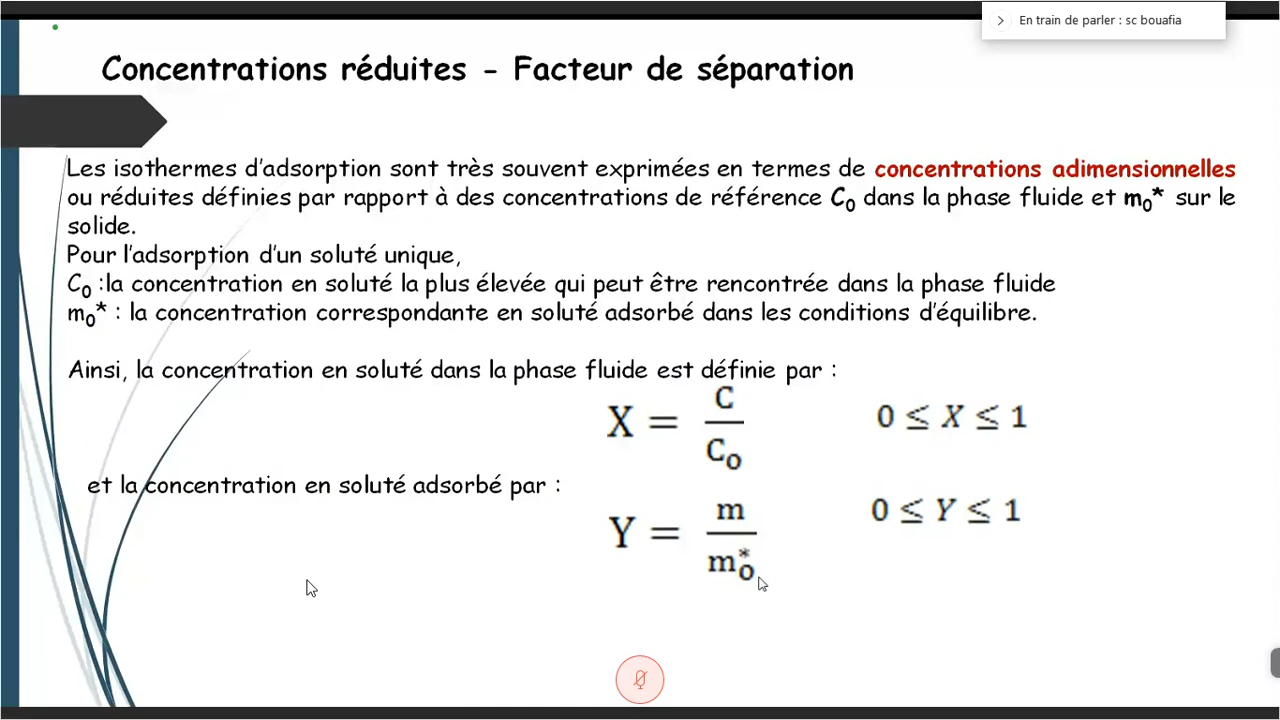 En train de parler : sc bouafia
Concentrations réduites - Facteur de séparation
Les isothermes d'adsorption sont très souvent exprimées en termes de concentrations adimensionnelles
ou réduites définies par rapport à des concentrations de référence C₀ dans la phase fluide et m₀* sur le
solide.
Pour l'adsorption d'un soluté unique,
C₀ :la concentration en soluté la plus élevée qui peut être rencontrée dans la phase fluide
m₀* : la concentration correspondante en soluté adsorbé dans les conditions d'équilibre.
Ainsi, la concentration en soluté dans la phase fluide est définie par :
X = C / C₀ 0 ≤ X ≤ 1
et la concentration en soluté adsorbé par :
Y = m / m₀* 0 ≤ Y ≤ 1